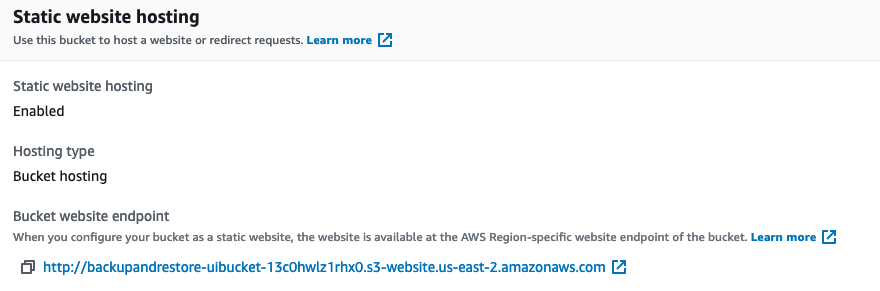 Static website hosting
Use this bucket to host a website or redirect requests. Learn more
Static website hosting
Enabled
Hosting type
Bucket hosting
Bucket website endpoint
When you configure your bucket as a static website, the website is available at the AWS Region-specific website endpoint of the bucket. Learn more
http://backupandrestore-uibucket-13c0hwlz1rhx0.s3-website.us-east-2.amazonaws.com